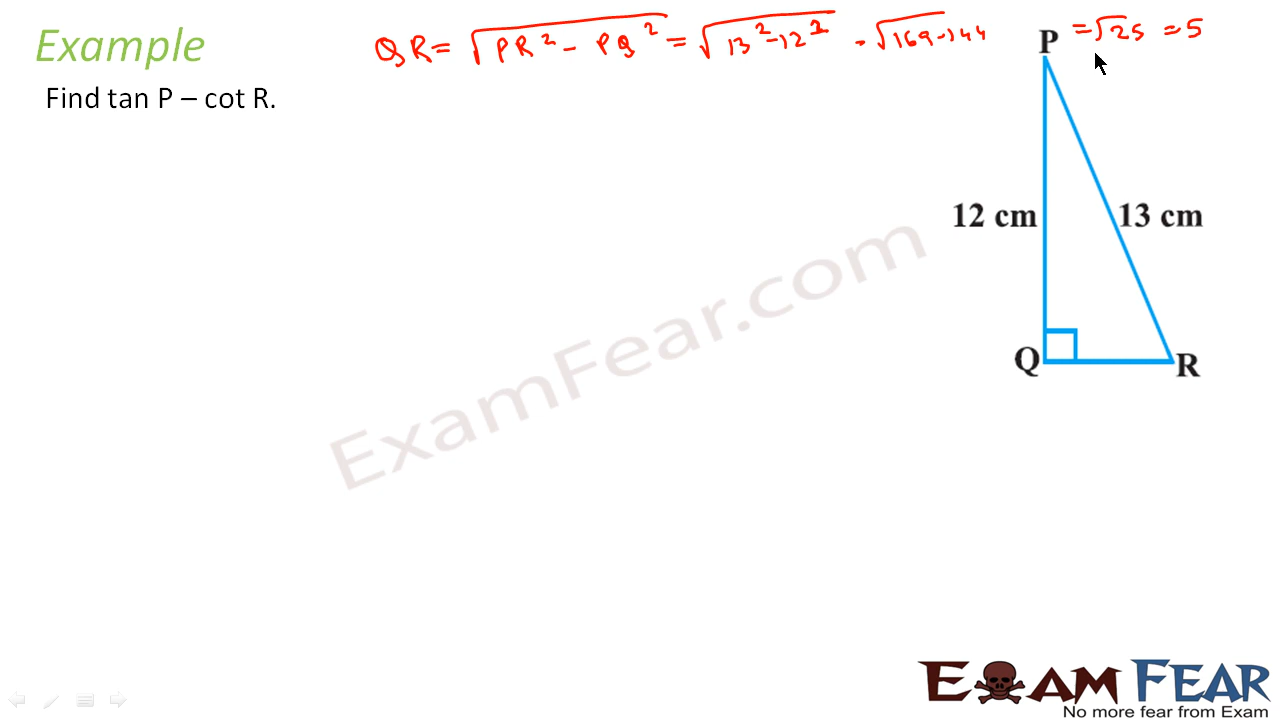 Example
QR = √PR² – PQ² = √13² – 12² = √169 – 144 = √25 = 5
Find tan P – cot R.
P
12 cm
13 cm
Q
R
ExamFear.com
EXAM FEAR
No more fear from Exam